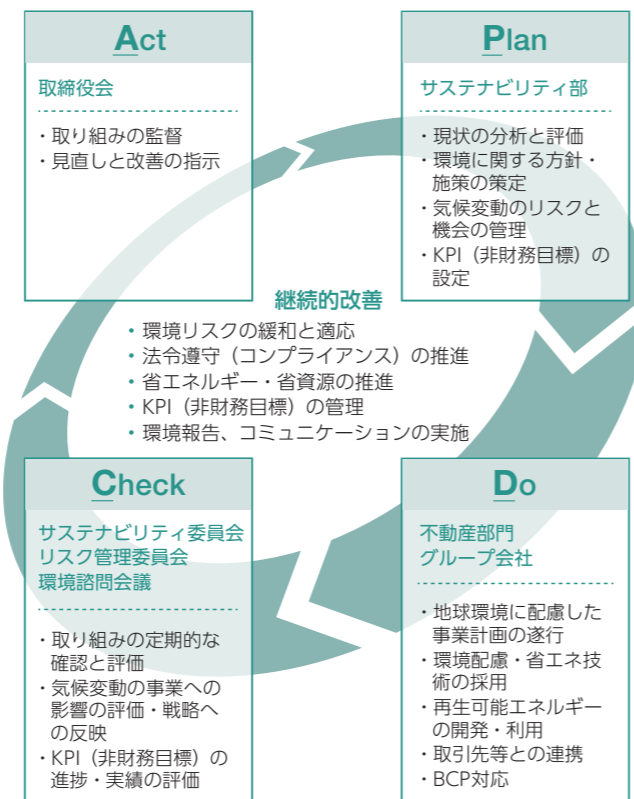 Act
取締役会
・取り組みの監督
・見直しと改善の指示
Plan
サステナビリティ部
・現状の分析と評価
・環境に関する方針・
施策の策定
・気候変動のリスクと
機会の管理
・KPI（非財務目標）の
設定
継続的改善
・環境リスクの緩和と適応
・法令遵守（コンプライアンス）の推進
・省エネルギー・省資源の推進
・KPI（非財務目標）の管理
・環境報告、コミュニケーションの実施
Check
サステナビリティ委員会
リスク管理委員会
環境諮問会議
・取り組みの定期的な
確認と評価
・気候変動の事業への
影響の評価・戦略へ
の反映
・KPI（非財務目標）の
進捗・実績の評価
Do
不動産部門
グループ会社
・地球環境に配慮した
事業計画の遂行
・環境配慮・省エネ技
術の採用
・再生可能エネルギー
の開発・利用
・取引先等との連携
・BCP対応